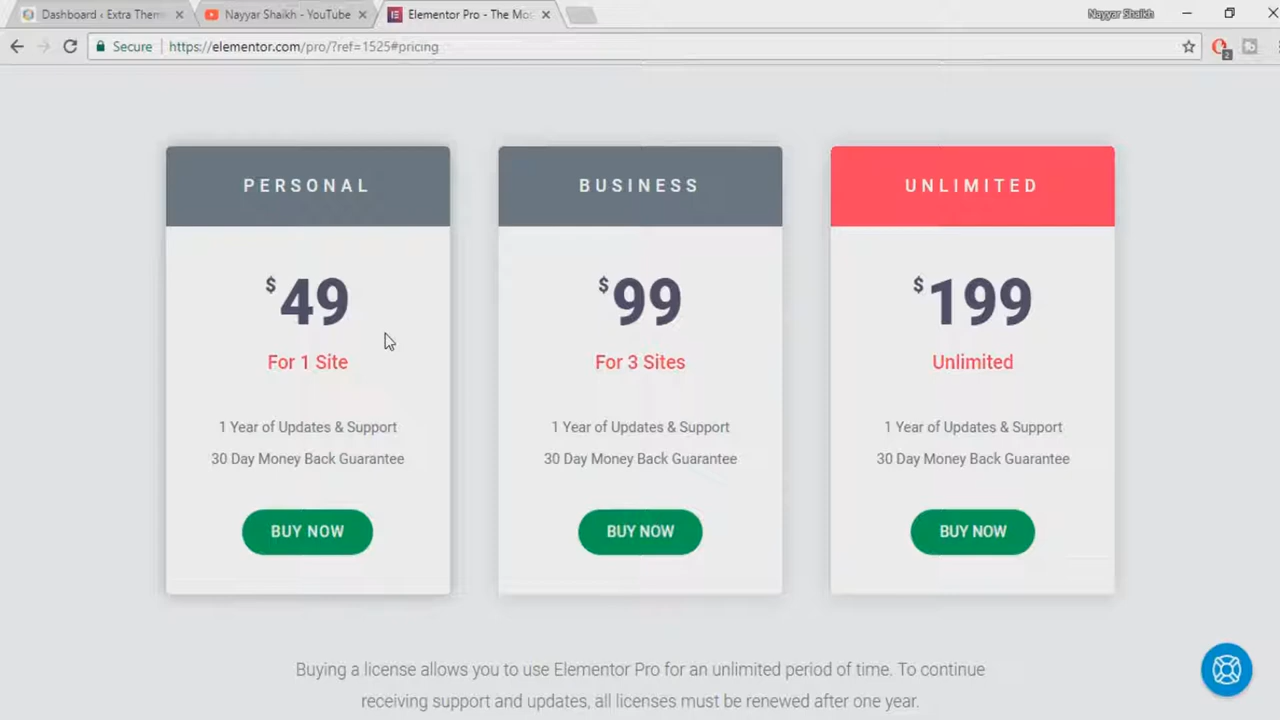 Dashboard ‹ Extra Them
Nayyar Shaikh - YouTube
Elementor Pro - The Mos
Nayyar Shaikh
Secure
https://elementor.com/pro/?ref=1525#pricing
2
PERSONAL
$49
For 1 Site
1 Year of Updates & Support
30 Day Money Back Guarantee
BUY NOW
BUSINESS
$99
For 3 Sites
1 Year of Updates & Support
30 Day Money Back Guarantee
BUY NOW
UNLIMITED
$199
Unlimited
1 Year of Updates & Support
30 Day Money Back Guarantee
BUY NOW
Buying a license allows you to use Elementor Pro for an unlimited period of time. To continue
receiving support and updates, all licenses must be renewed after one year.